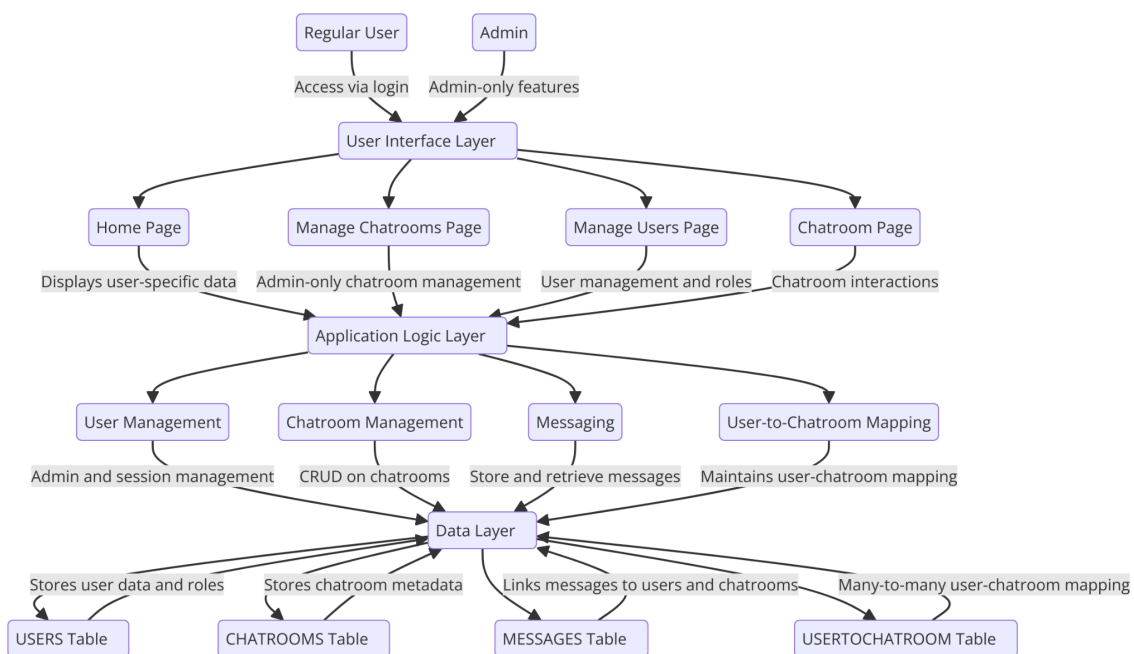 Regular User
Admin
Access via login
Admin-only features
User Interface Layer
Home Page
Manage Chatrooms Page
Manage Users Page
Chatroom Page
Displays user-specific data
Admin-only chatroom management
User management and roles
Chatroom interactions
Application Logic Layer
User Management
Chatroom Management
Messaging
User-to-Chatroom Mapping
Admin and session management
CRUD on chatrooms
Store and retrieve messages
Maintains user-chatroom mapping
Data Layer
Stores user data and roles
Stores chatroom metadata
Links messages to users and chatrooms
Many-to-many user-chatroom mapping
USERS Table
CHATROOMS Table
MESSAGES Table
USERTOCHATROOM Table